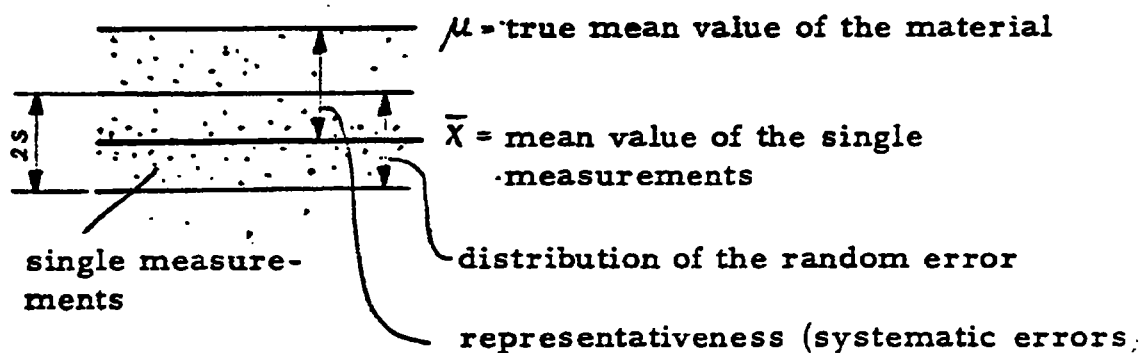 μ = true mean value of the material
2s
X̄ = mean value of the single
measurements
single measure-
ments
distribution of the random error
representativeness (systematic errors,